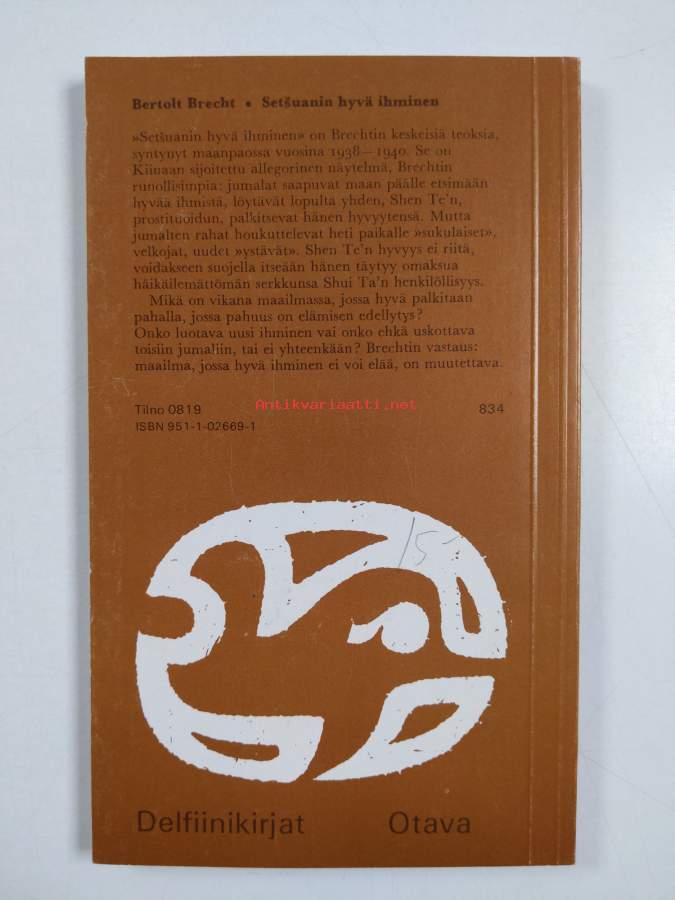 Bertolt Brecht • Setšuanin hyvä ihminen
»Setšuanin hyvä ihminen» on Brechtin keskeisiä teoksia,
syntynyt maanpaossa vuosina 1938—1940. Se on
Kiinaan sijoitettu allegorinen näytelmä, Brechtin
runollisimpia: jumalat saapuvat maan päälle etsimään
hyvää ihmistä, löytävät lopulta yhden, Shen Te'n,
prostituoidun, palkitsevat hänen hyvyytensä. Mutta
jumalten rahat houkuttelevat heti paikalle »sukulaiset»,
velkojat, uudet »ystävät». Shen Te'n hyvyys ei riitä,
voidakseen suojella itseään hänen täytyy omaksua
häikäilemättömän serkkunsa Shui Ta'n henkilöllisyys.
Mikä on vikana maailmassa, jossa hyvä palkitaan
pahalla, jossa pahuus on elämisen edellytys?
Onko luotava uusi ihminen vai onko ehkä uskottava
toisiin jumaliin, tai ei yhteenkään? Brechtin vastaus:
maailma, jossa hyvä ihminen ei voi elää, on muutettava.
Tilno 0819 Antikvariaatti.net 834
ISBN 951-1-02669-1
15
Delfiinikirjat Otava